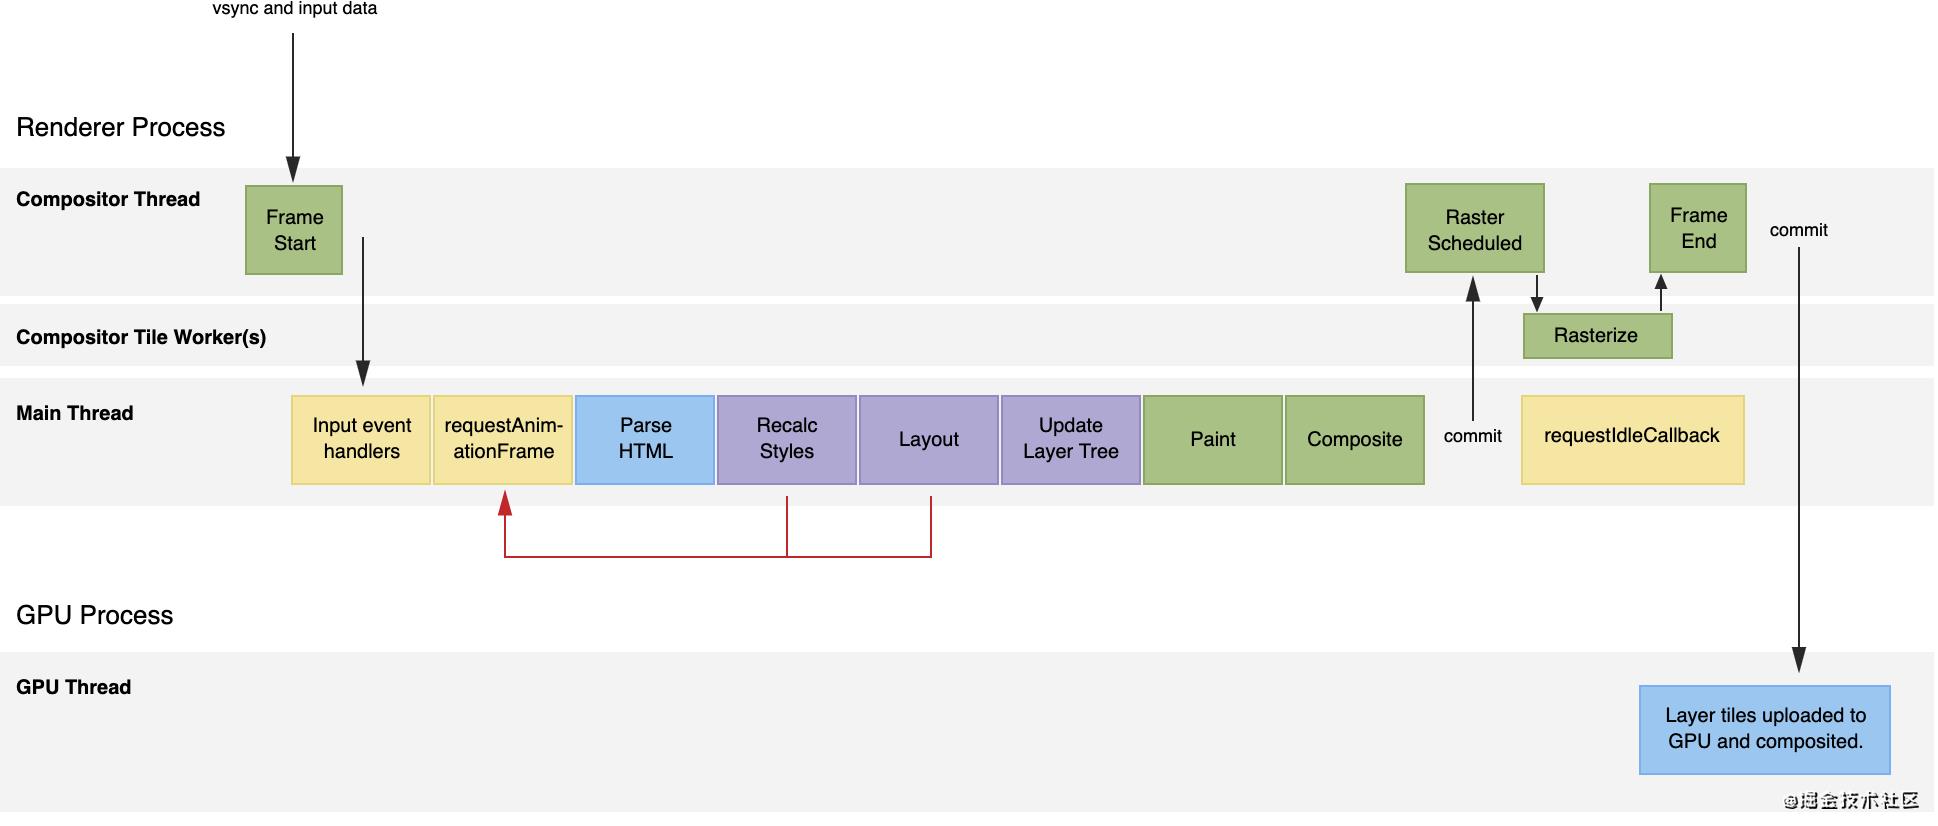 vsync and input data
Renderer Process
Compositor Thread
Frame
Start
Raster
Scheduled
Frame
End
commit
Compositor Tile Worker(s)
Rasterize
Main Thread
Input event
handlers
requestAnim-
ationFrame
Parse
HTML
Recalc
Styles
Layout
Update
Layer Tree
Paint
Composite
commit
requestIdleCallback
GPU Process
GPU Thread
Layer tiles uploaded to
GPU and composited.
@掘金技术社区